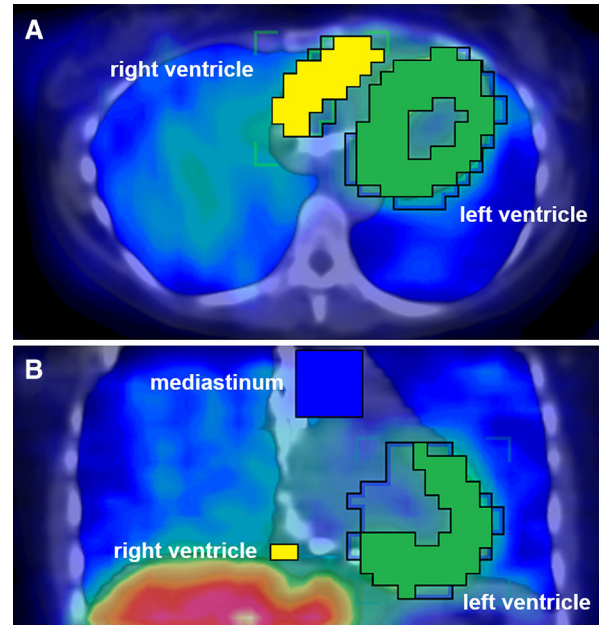 A
right ventricle
left ventricle
B
mediastinum
right ventricle
left ventricle